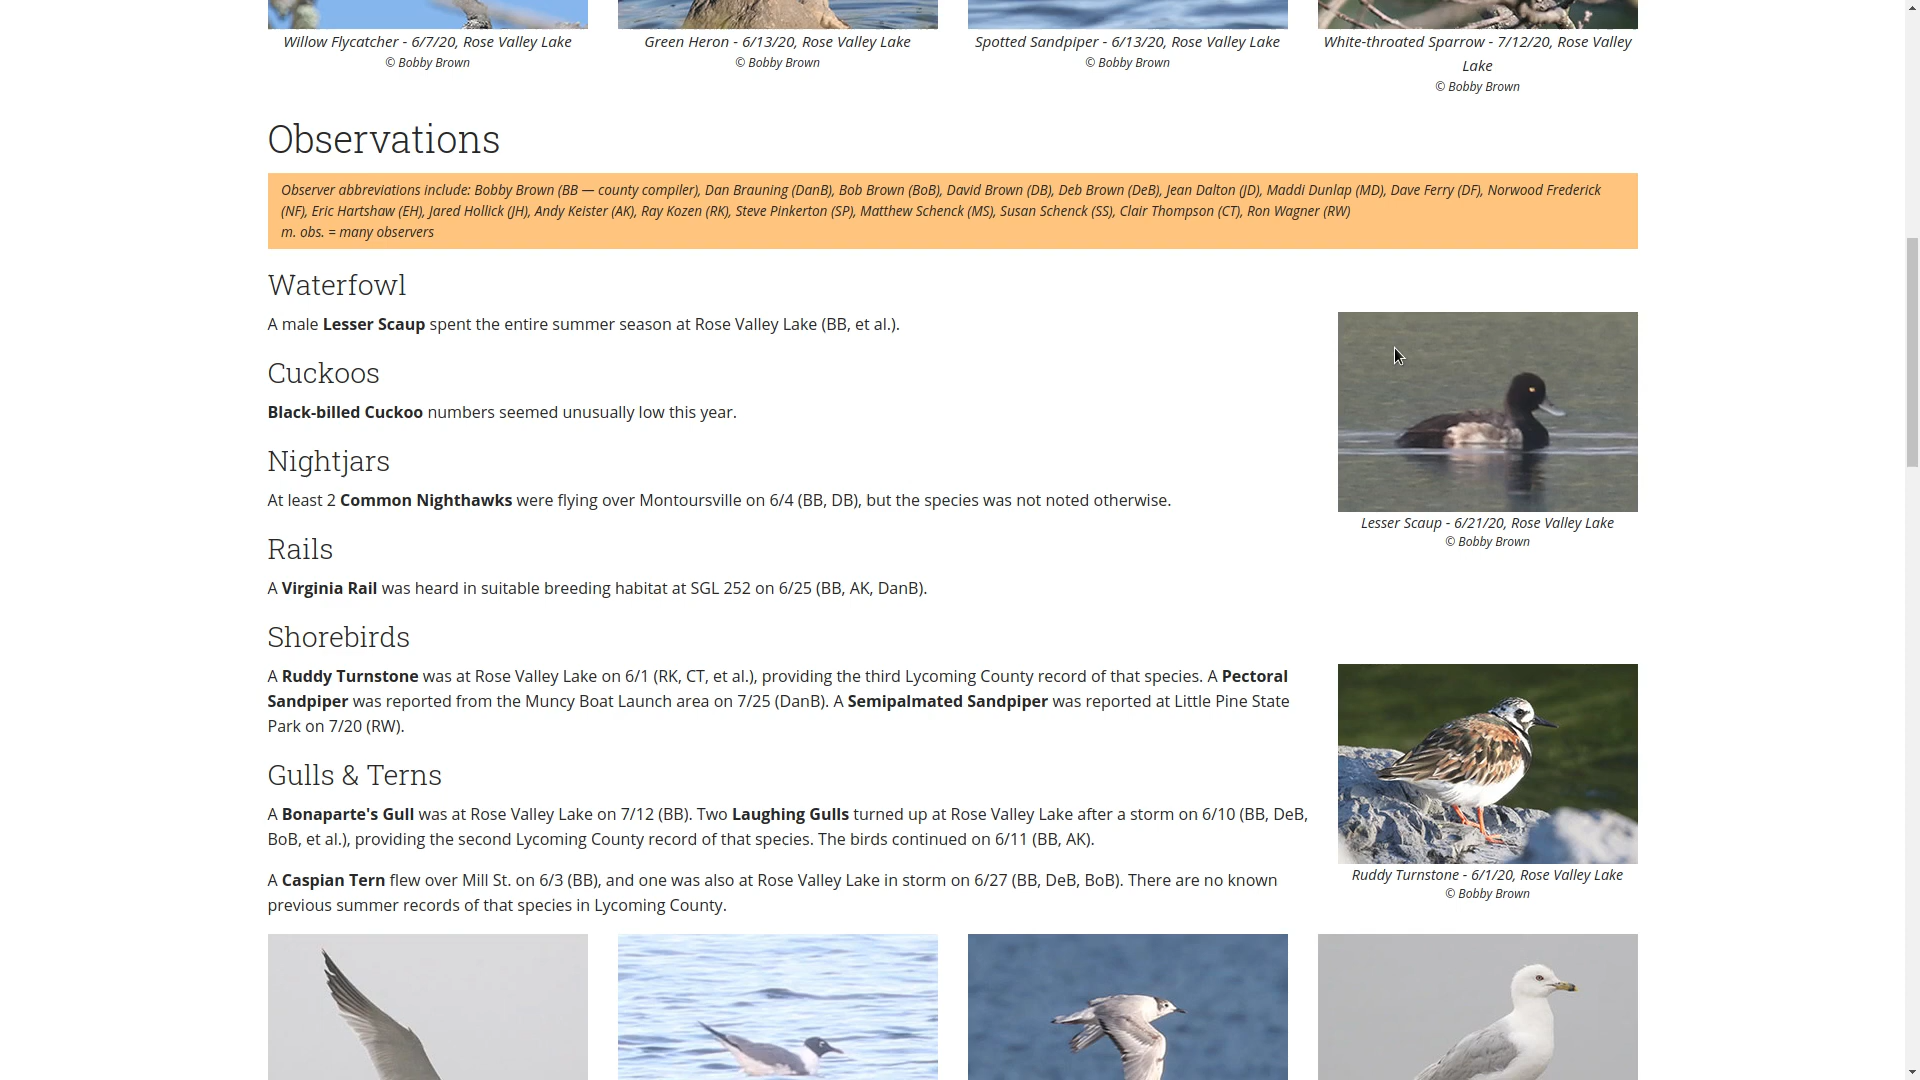 Willow Flycatcher - 6/7/20, Rose Valley Lake
© Bobby Brown
Green Heron - 6/13/20, Rose Valley Lake
© Bobby Brown
Spotted Sandpiper - 6/13/20, Rose Valley Lake
© Bobby Brown
White-throated Sparrow - 7/12/20, Rose Valley
Lake
© Bobby Brown
Observations
Observer abbreviations include: Bobby Brown (BB — county compiler), Dan Brauning (DanB), Bob Brown (BoB), David Brown (DB), Deb Brown (DeB), Jean Dalton (JD), Maddi Dunlap (MD), Dave Ferry (DF), Norwood Frederick
(NF), Eric Hartshaw (EH), Jared Hollick (JH), Andy Keister (AK), Ray Kozen (RK), Steve Pinkerton (SP), Matthew Schenck (MS), Susan Schenck (SS), Clair Thompson (CT), Ron Wagner (RW)
m. obs. = many observers
Waterfowl
A male Lesser Scaup spent the entire summer season at Rose Valley Lake (BB, et al.).
Lesser Scaup - 6/21/20, Rose Valley Lake
© Bobby Brown
Cuckoos
Black-billed Cuckoo numbers seemed unusually low this year.
Nightjars
At least 2 Common Nighthawks were flying over Montoursville on 6/4 (BB, DB), but the species was not noted otherwise.
Rails
A Virginia Rail was heard in suitable breeding habitat at SGL 252 on 6/25 (BB, AK, DanB).
Shorebirds
A Ruddy Turnstone was at Rose Valley Lake on 6/1 (RK, CT, et al.), providing the third Lycoming County record of that species. A Pectoral
Sandpiper was reported from the Muncy Boat Launch area on 7/25 (DanB). A Semipalmated Sandpiper was reported at Little Pine State
Park on 7/20 (RW).
Ruddy Turnstone - 6/1/20, Rose Valley Lake
© Bobby Brown
Gulls & Terns
A Bonaparte's Gull was at Rose Valley Lake on 7/12 (BB). Two Laughing Gulls turned up at Rose Valley Lake after a storm on 6/10 (BB, DeB,
BoB, et al.), providing the second Lycoming County record of that species. The birds continued on 6/11 (BB, AK).
A Caspian Tern flew over Mill St. on 6/3 (BB), and one was also at Rose Valley Lake in storm on 6/27 (BB, DeB, BoB). There are no known
previous summer records of that species in Lycoming County.